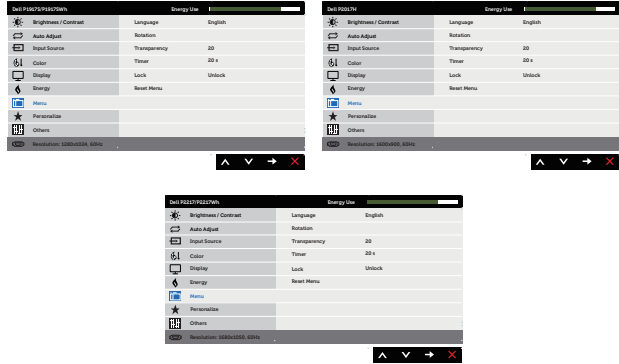 Dell P1917S/P1917SWh Energy Use
Brightness / Contrast Language English
Auto Adjust Rotation
Input Source Transparency 20
Color Timer 20 s
Display Lock Unlock
Energy Reset Menu
Menu
Personalize
Others
Resolution: 1280x1024, 60Hz
Dell P2017H Energy Use
Brightness / Contrast Language English
Auto Adjust Rotation
Input Source Transparency 20
Color Timer 20 s
Display Lock Unlock
Energy Reset Menu
Menu
Personalize
Others
Resolution: 1600x900, 60Hz
Dell P2217/P2217Wh Energy Use
Brightness / Contrast Language English
Auto Adjust Rotation
Input Source Transparency 20
Color Timer 20 s
Display Lock Unlock
Energy Reset Menu
Menu
Personalize
Others
Resolution: 1680x1050, 60Hz